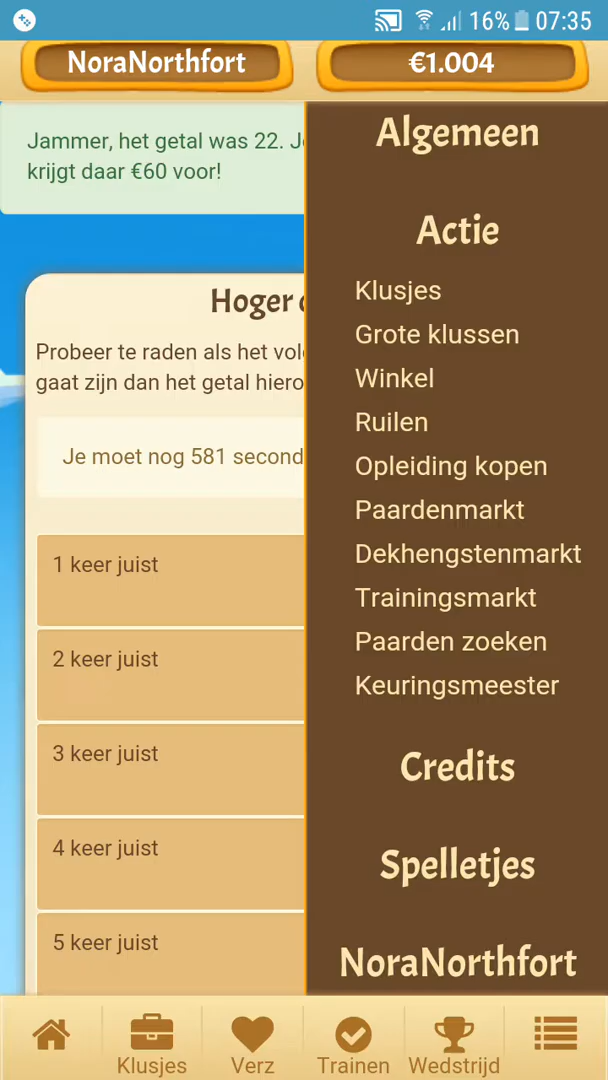 16% 07:35
NoraNorthfort
€1.004
Jammer, het getal was 22.
krijgt daar €60 voor!
Hoger
Probeer te raden als het
gaat zijn dan het getal
Je moet nog 581
1 keer juist
2 keer juist
3 keer juist
4 keer juist
5 keer juist
Algemeen
Actie
Klusjes
Grote klussen
Winkel
Ruilen
Opleiding kopen
Paardenmarkt
Dekhengstenmarkt
Trainingsmarkt
Paarden zoeken
Keuringsmeester
Credits
Spelletjes
NoraNorthfort
Klusjes
Verz
Trainen
Wedstrijd